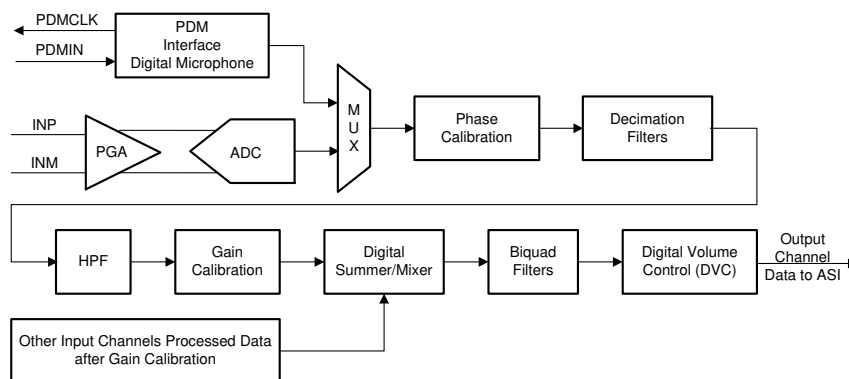 PDMCLK
PDMIN
PDM
Interface
Digital Microphone
INP
INM
PGA
ADC
M
U
X
Phase
Calibration
Decimation
Filters
HPF
Gain
Calibration
Digital
Summer/Mixer
Biquad
Filters
Digital Volume
Control (DVC)
Output
Channel
Data to ASI
Other Input Channels Processed Data
after Gain Calibration